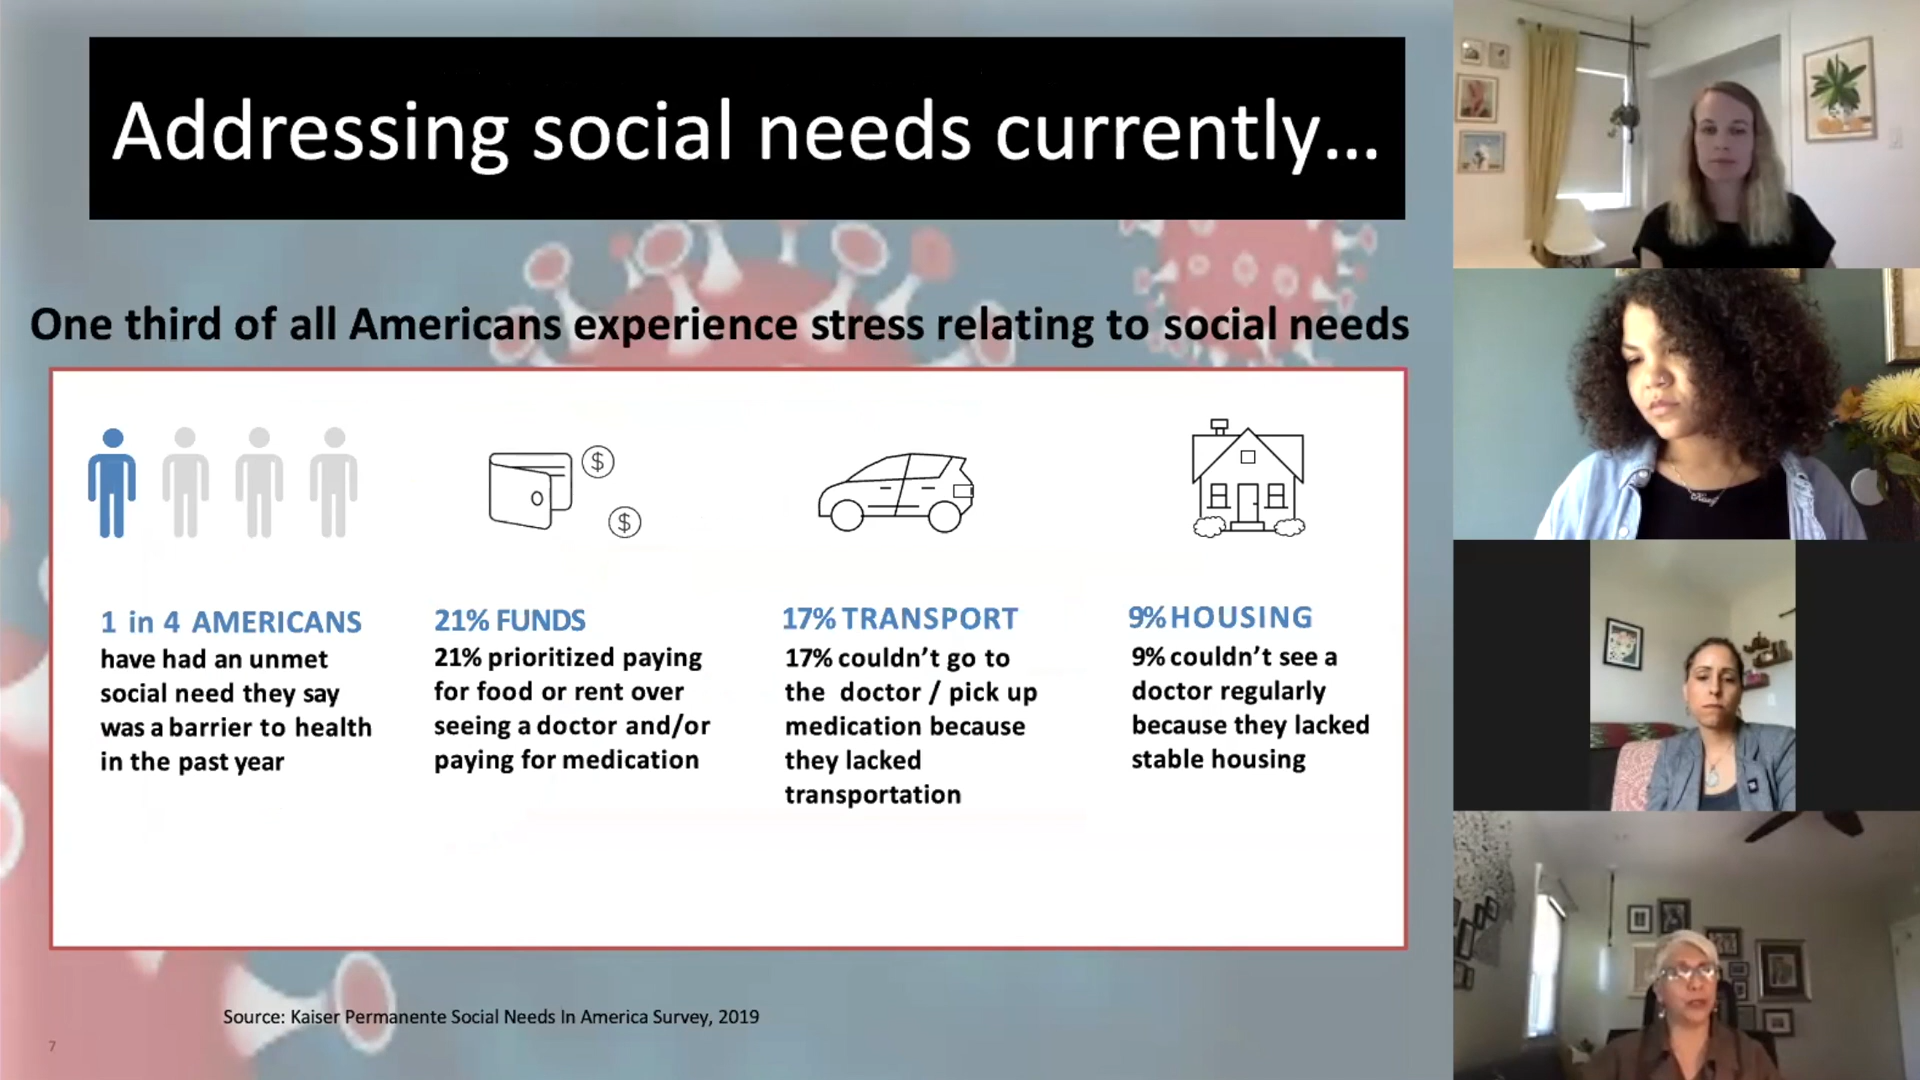 Addressing social needs currently...
One third of all Americans experience stress relating to social needs
$
$
1 in 4 AMERICANS
have had an unmet
social need they say
was a barrier to health
in the past year
21% FUNDS
21% prioritized paying
for food or rent over
seeing a doctor and/or
paying for medication
17% TRANSPORT
17% couldn't go to
the doctor / pick up
medication because
they lacked
transportation
9% HOUSING
9% couldn't see a
doctor regularly
because they lacked
stable housing
Source: Kaiser Permanente Social Needs In America Survey, 2019
7